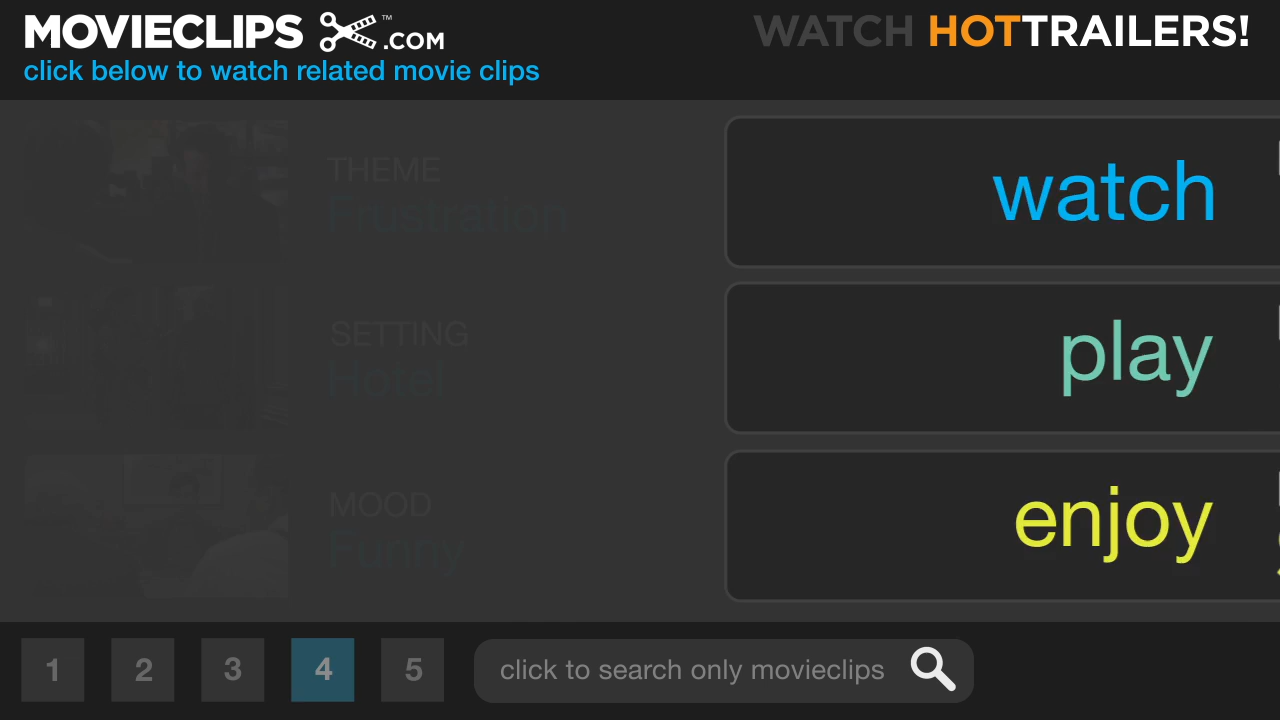 MOVIECLIPS ™ .COM
WATCH HOTTRAILERS!
click below to watch related movie clips
THEME
Frustration
watch
SETTING
Hotel
play
MOOD
Funny
enjoy
1 2 3 4 5
click to search only movieclips